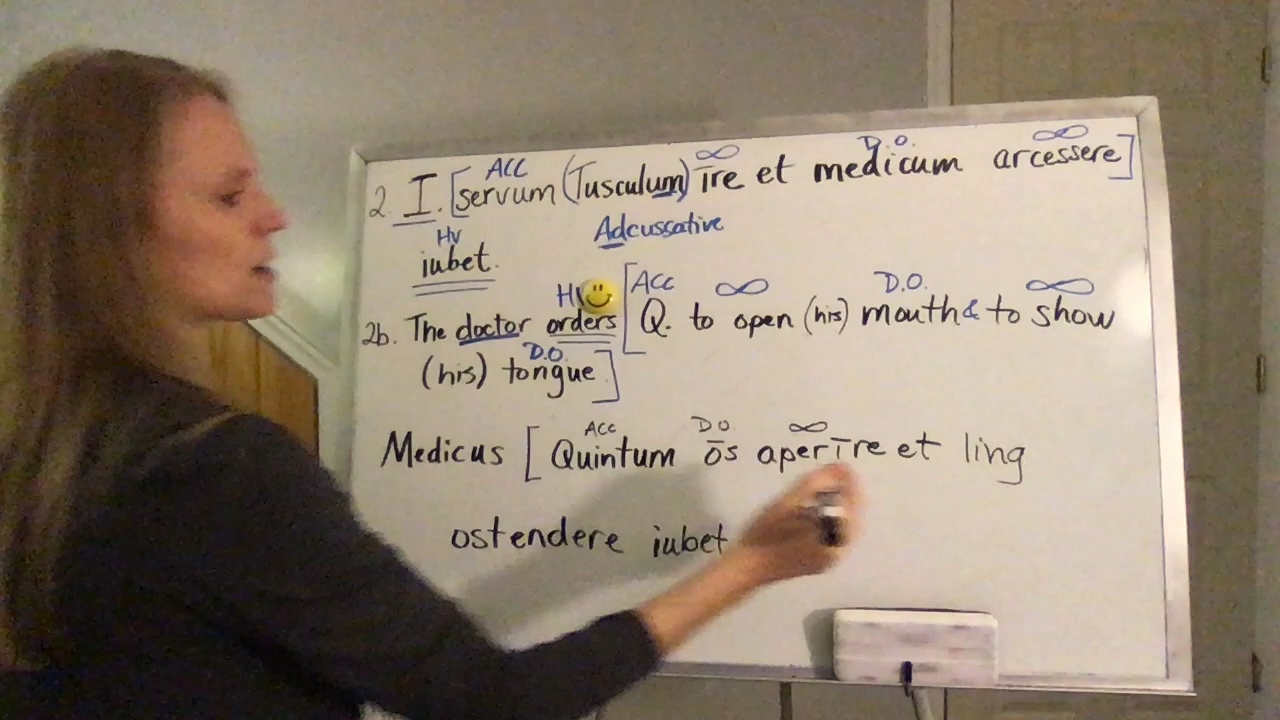 ACC ∞ D.O. ∞
2. I. [servum (Tusculum) īre et medicum arcessere]
HV Adcussative
iubet.
HV ACC ∞ D.O. ∞
2b. The doctor orders [Q. to open (his) mouth & to show
D.O.
(his) tongue]
ACC DO ∞
Medicus [Quintum ōs aperīre et ling
ostendere iubet